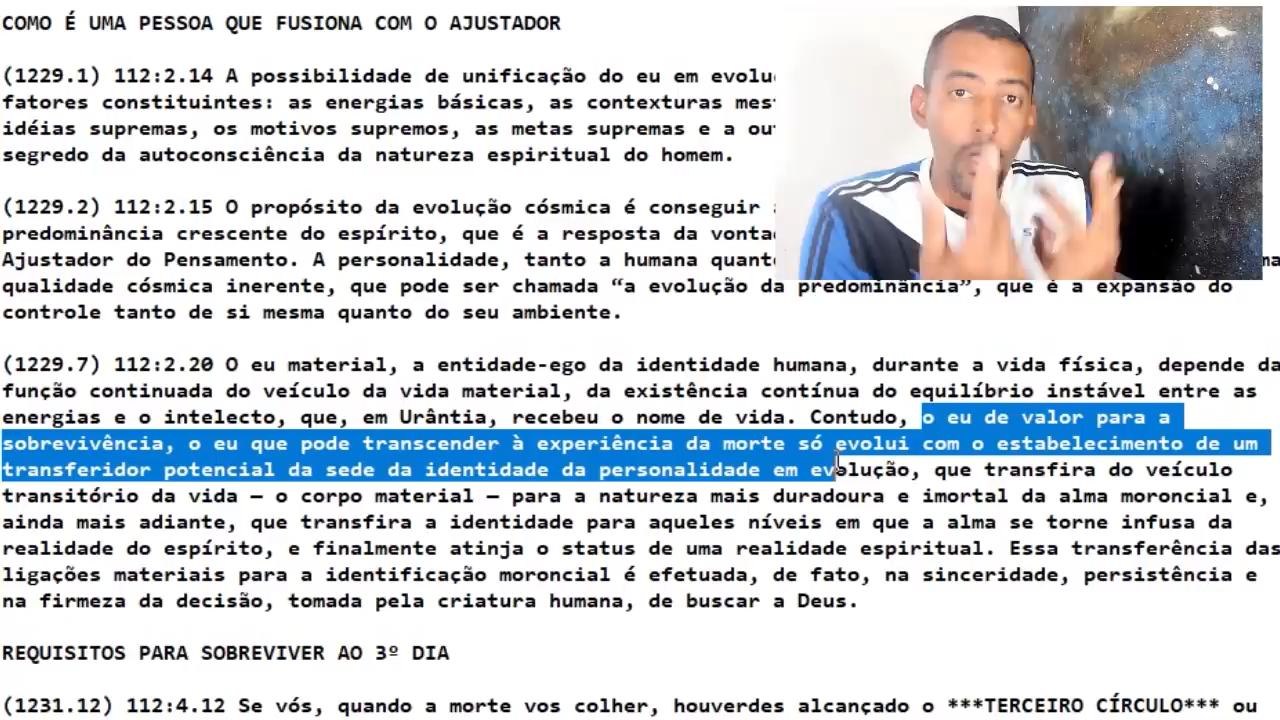 COMO É UMA PESSOA QUE FUSIONA COM O AJUSTADOR
(1229.1) 112:2.14 A possibilidade de unificação do eu em
fatores constituintes: as energias básicas, as contexturas
idéias supremas, os motivos supremos, as metas supremas e a
segredo da autoconsciência da natureza espiritual do homem.
(1229.2) 112:2.15 O propósito da evolução cósmica é conseguir
predominância crescente do espírito, que é a resposta da
Ajustador do Pensamento. A personalidade, tanto a humana
qualidade cósmica inerente, que pode ser chamada “a evolução da predominância”, que é a expansão do
controle tanto de si mesma quanto do seu ambiente.
(1229.7) 112:2.20 O eu material, a entidade-ego da identidade humana, durante a vida física, depende da
função continuada do veículo da vida material, da existência contínua do equilíbrio instável entre as
energias e o intelecto, que, em Urântia, recebeu o nome de vida. Contudo, o eu de valor para a
sobrevivência, o eu que pode transcender à experiência da morte só evolui com o estabelecimento de um
transferidor potencial da sede da identidade da personalidade em evolução, que transfira do veículo
transitório da vida — o corpo material — para a natureza mais duradoura e imortal da alma moroncial e,
ainda mais adiante, que transfira a identidade para aqueles níveis em que a alma se torne infusa da
realidade do espírito, e finalmente atinja o status de uma realidade espiritual. Essa transferência das
ligações materiais para a identificação moroncial é efetuada, de fato, na sinceridade, persistência e
na firmeza da decisão, tomada pela criatura humana, de buscar a Deus.
REQUISITOS PARA SOBREVIVER AO 3º DIA
(1231.12) 112:4.12 Se vós, quando a morte vos colher, houverdes alcançado o ***TERCEIRO CÍRCULO*** ou